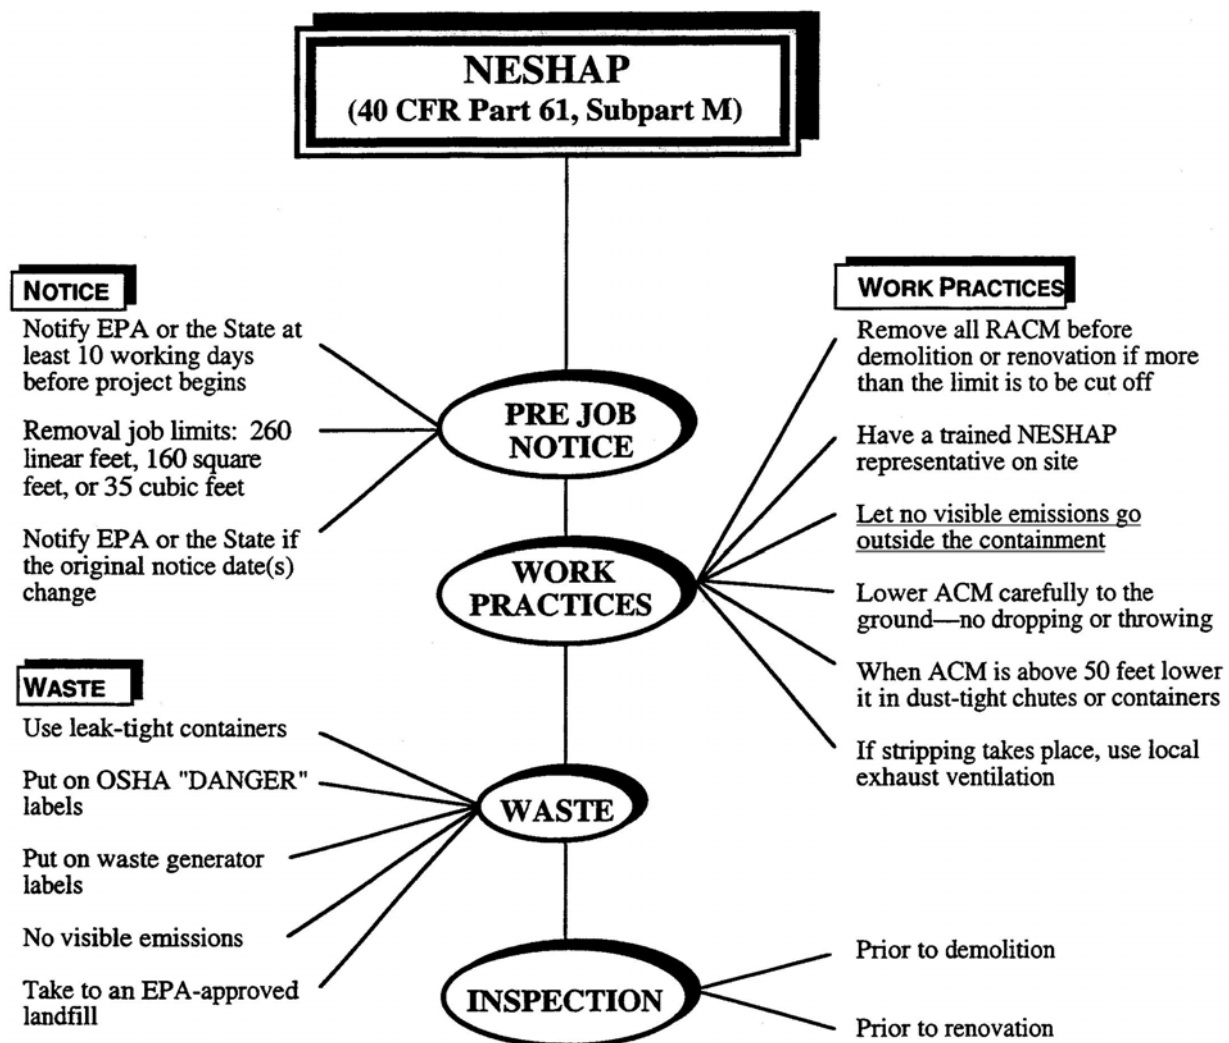 NESHAP
(40 CFR Part 61, Subpart M)
NOTICE
Notify EPA or the State at
least 10 working days
before project begins
Removal job limits: 260
linear feet, 160 square
feet, or 35 cubic feet
Notify EPA or the State if
the original notice date(s)
change
PRE JOB
NOTICE
WORK PRACTICES
Remove all RACM before
demolition or renovation if more
than the limit is to be cut off
Have a trained NESHAP
representative on site
Let no visible emissions go
outside the containment
Lower ACM carefully to the
ground—no dropping or throwing
When ACM is above 50 feet lower
it in dust-tight chutes or containers
If stripping takes place, use local
exhaust ventilation
WORK
PRACTICES
WASTE
Use leak-tight containers
Put on OSHA "DANGER"
labels
Put on waste generator
labels
No visible emissions
Take to an EPA-approved
landfill
WASTE
INSPECTION
Prior to demolition
Prior to renovation